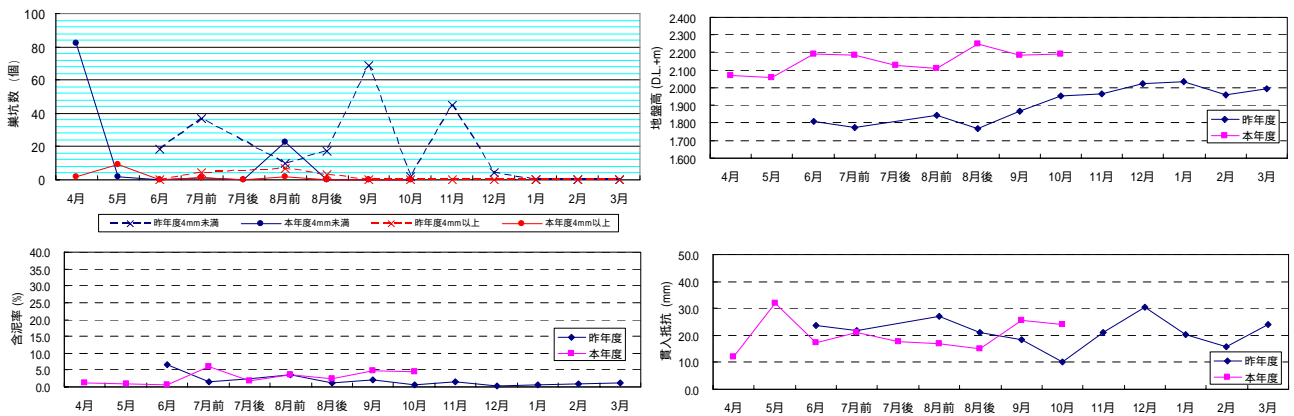 巣坑数 (個)
100
80
60
40
20
0
4月 5月 6月 7月前 7月後 8月前 8月後 9月 10月 11月 12月 1月 2月 3月
昨年度4mm未満 本年度4mm未満 昨年度4mm以上 本年度4mm以上
地盤高 (D.L.+m)
2.400
2.300
2.200
2.100
2.000
1.900
1.800
1.700
1.600
昨年度
本年度
4月 5月 6月 7月前 7月後 8月前 8月後 9月 10月 11月 12月 1月 2月 3月
含泥率 (%)
40.0
35.0
30.0
25.0
20.0
15.0
10.0
5.0
0.0
昨年度
本年度
4月 5月 6月 7月前 7月後 8月前 8月後 9月 10月 11月 12月 1月 2月 3月
貫入抵抗 (mm)
50.0
40.0
30.0
20.0
10.0
0.0
昨年度
本年度
4月 5月 6月 7月前 7月後 8月前 8月後 9月 10月 11月 12月 1月 2月 3月